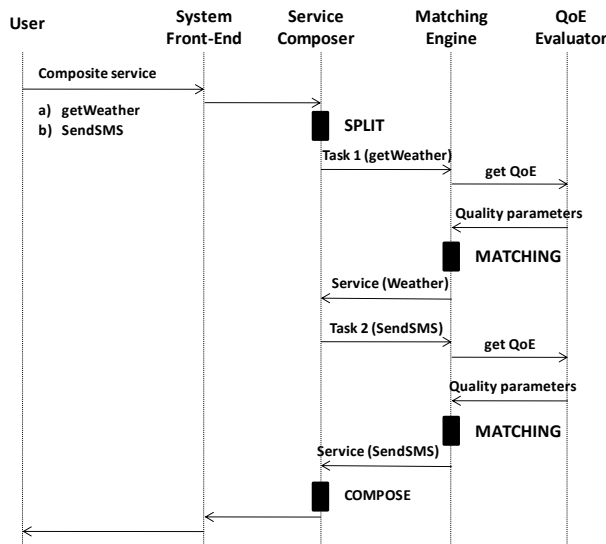 User
System
Front-End
Service
Composer
Matching
Engine
QoE
Evaluator
Composite service
a) getWeather
b) SendSMS
SPLIT
Task 1 (getWeather)
get QoE
Quality parameters
MATCHING
Service (Weather)
Task 2 (SendSMS)
get QoE
Quality parameters
MATCHING
Service (SendSMS)
COMPOSE